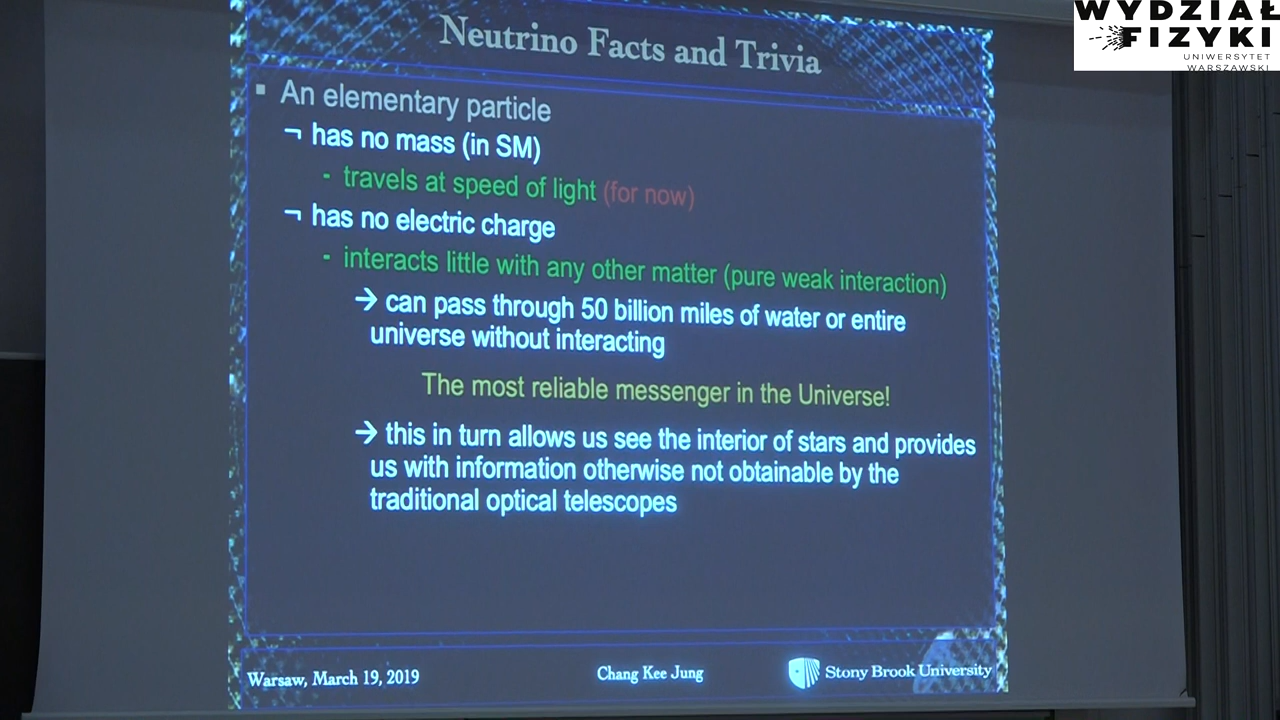 WYDZIAŁ
FIZYKI
UNIWERSYTET
WARSZAWSKI
Neutrino Facts and Trivia
▪ An elementary particle
¬ has no mass (in SM)
- travels at speed of light (for now)
¬ has no electric charge
- interacts little with any other matter (pure weak interaction)
→ can pass through 50 billion miles of water or entire
universe without interacting
The most reliable messenger in the Universe!
→ this in turn allows us see the interior of stars and provides
us with information otherwise not obtainable by the
traditional optical telescopes
Warsaw, March 19, 2019
Chang Kee Jung
Stony Brook University